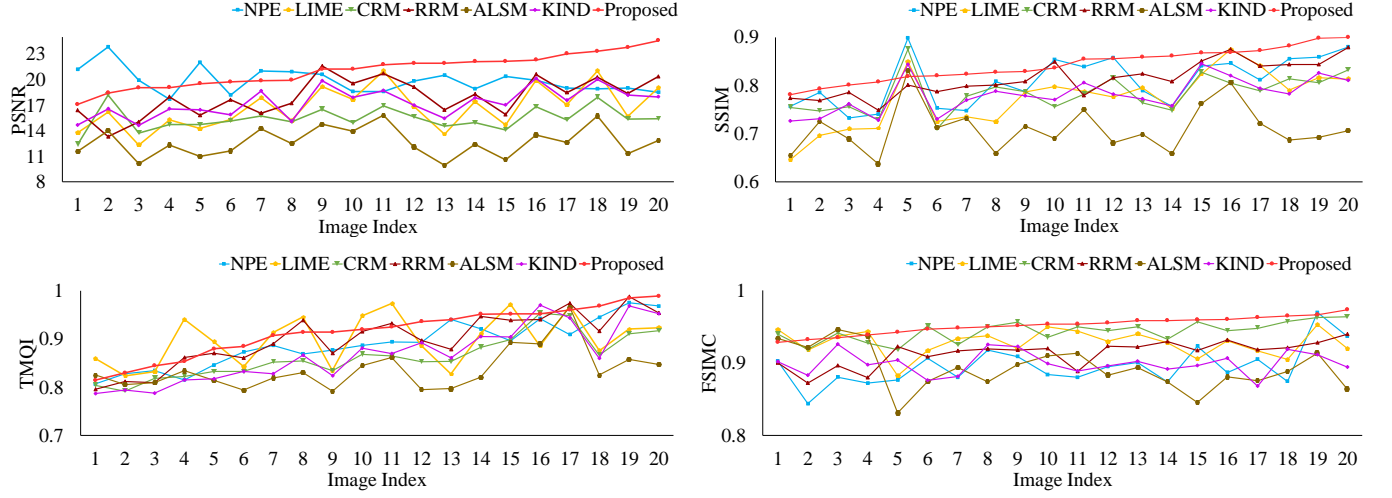 NPE LIME CRM RRM ALSM KIND Proposed
23
20
17
14
11
8
PSNR
1 2 3 4 5 6 7 8 9 10 11 12 13 14 15 16 17 18 19 20
Image Index
NPE LIME CRM RRM ALSM KIND Proposed
0.9
0.8
0.7
0.6
SSIM
1 2 3 4 5 6 7 8 9 10 11 12 13 14 15 16 17 18 19 20
Image Index
NPE LIME CRM RRM ALSM KIND Proposed
1
0.9
0.8
0.7
TMQI
1 2 3 4 5 6 7 8 9 10 11 12 13 14 15 16 17 18 19 20
Image Index
NPE LIME CRM RRM ALSM KIND Proposed
1
0.9
0.8
FSIMC
1 2 3 4 5 6 7 8 9 10 11 12 13 14 15 16 17 18 19 20
Image Index